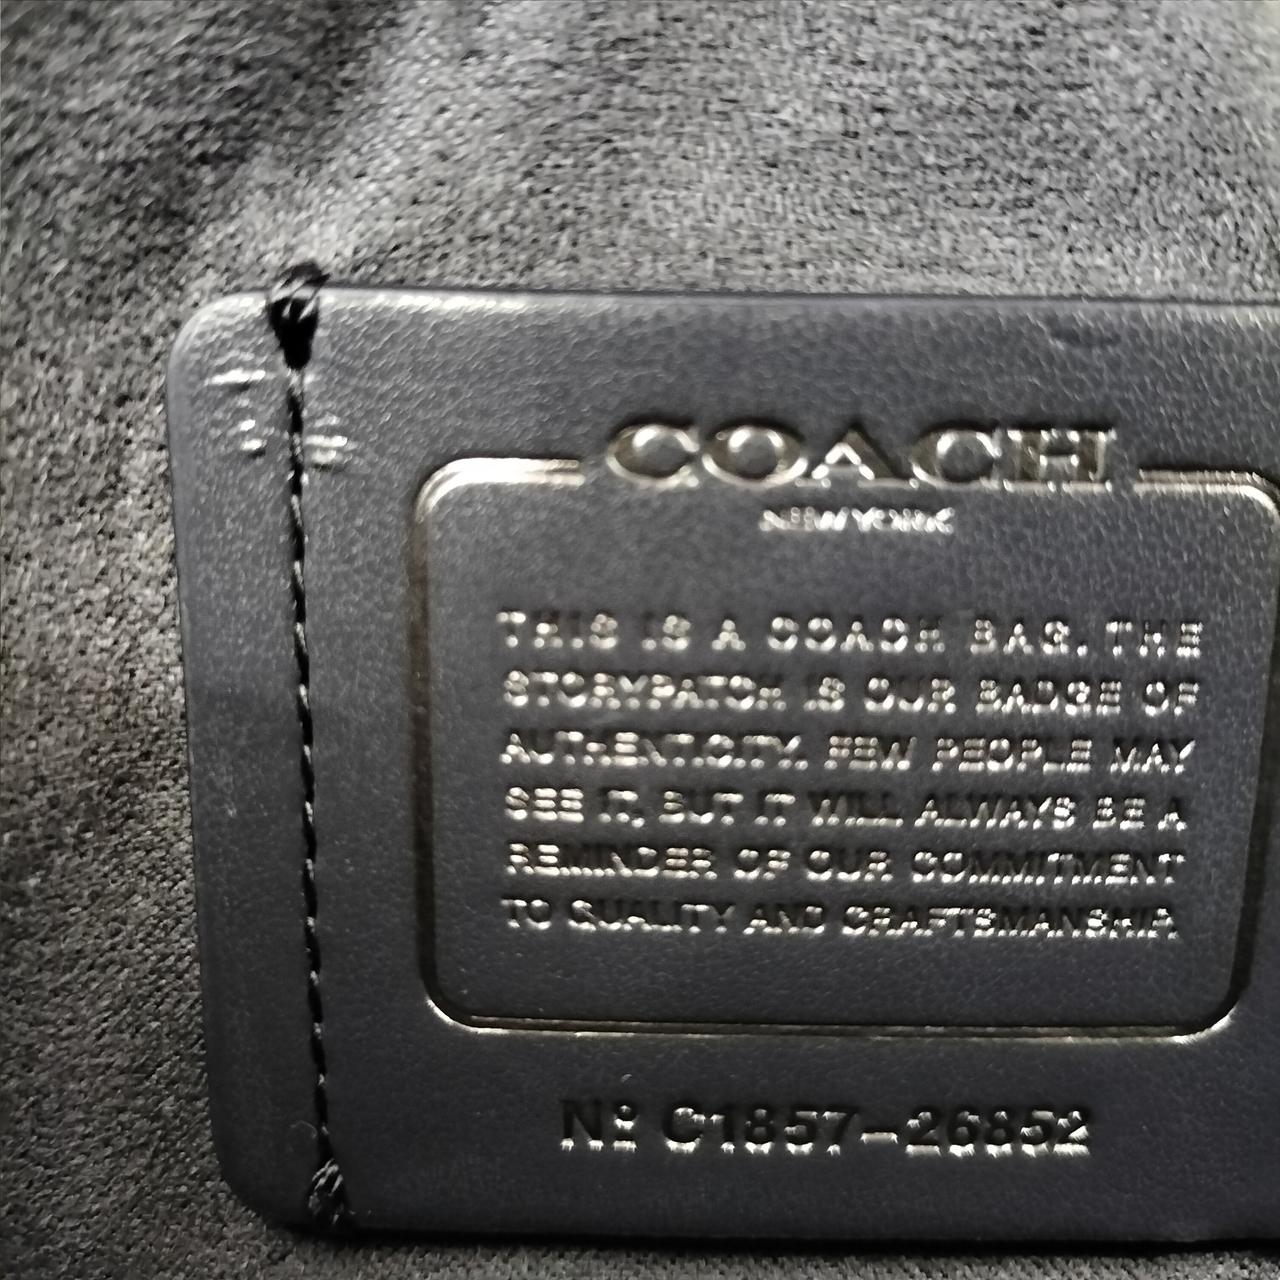 COACH
NEW YORK
THIS IS A COACH BAG. THE
STORYPATCH IS OUR BADGE OF
AUTHENTICITY. FEW PEOPLE MAY
SEE IT, BUT IT WILL ALWAYS BE A
REMINDER OF OUR COMMITMENT
TO QUALITY AND CRAFTSMANSHIP.
Nº C1857-26852